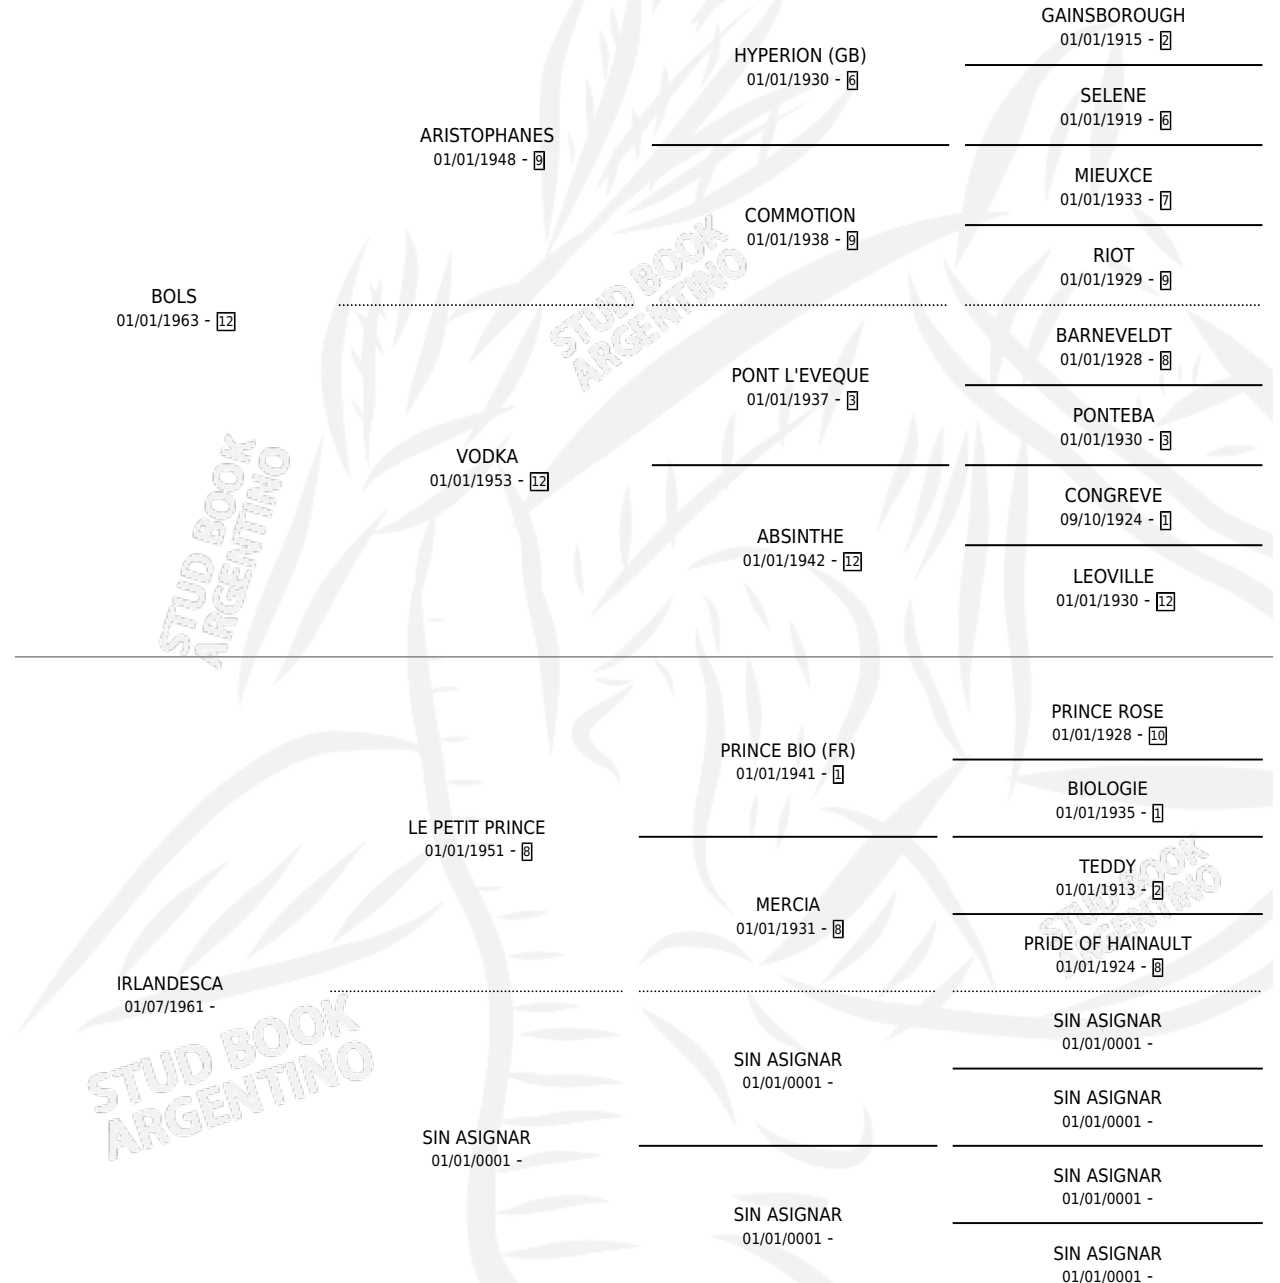 GAINSBOROUGH
01/01/1915 - 2
HYPERION (GB)
01/01/1930 - 6
SELENE
01/01/1919 - 6
ARISTOPHANES
01/01/1948 - 9
MIEUXCE
01/01/1933 - 7
COMMOTION
01/01/1938 - 9
RIOT
01/01/1929 - 9
BOLS
01/01/1963 - 12
STUD BOOK
ARGENTINO
BARNEVELDT
01/01/1928 - 8
PONT L'EVEQUE
01/01/1937 - 3
PONTEBA
01/01/1930 - 3
VODKA
01/01/1953 - 12
CONGREVE
09/10/1924 - 1
ABSINTHE
01/01/1942 - 12
LEOVILLE
01/01/1930 - 12
STUD BOOK
ARGENTINO
PRINCE ROSE
01/01/1928 - 10
PRINCE BIO (FR)
01/01/1941 - 1
BIOLOGIE
01/01/1935 - 1
LE PETIT PRINCE
01/01/1951 - 8
TEDDY
01/01/1913 - 2
MERCIA
01/01/1931 - 8
STUD BOOK
ARGENTINO
PRIDE OF HAINAULT
01/01/1924 - 8
IRLANDESCA
01/07/1961 -
SIN ASIGNAR
01/01/0001 -
SIN ASIGNAR
01/01/0001 -
STUD BOOK
ARGENTINO
SIN ASIGNAR
01/01/0001 -
SIN ASIGNAR
01/01/0001 -
SIN ASIGNAR
01/01/0001 -
SIN ASIGNAR
01/01/0001 -
SIN ASIGNAR
01/01/0001 -